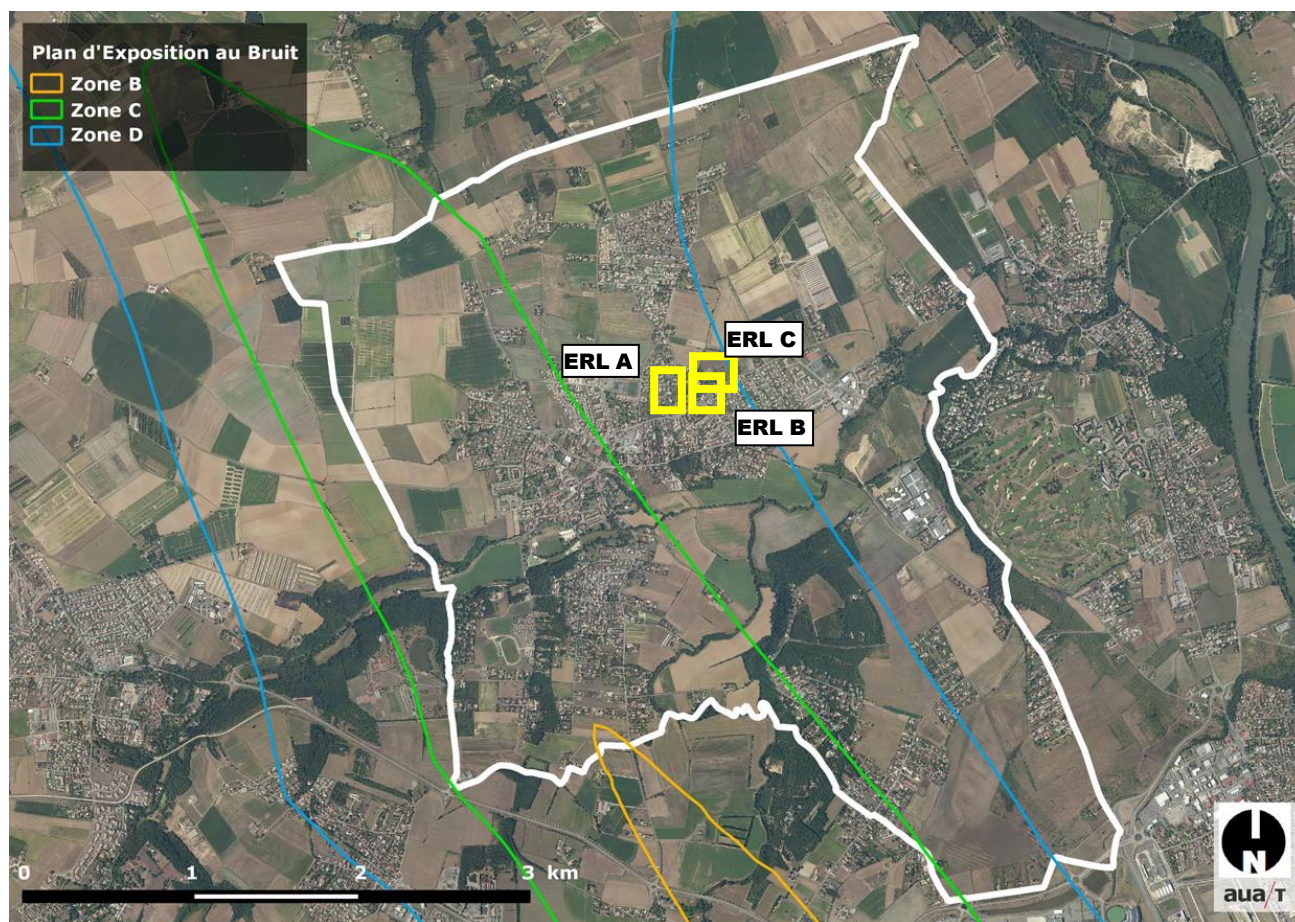 Plan d'Exposition au Bruit
Zone B
Zone C
Zone D
ERL C
ERL A
ERL B
0 1 2 3 km
N
aua/T